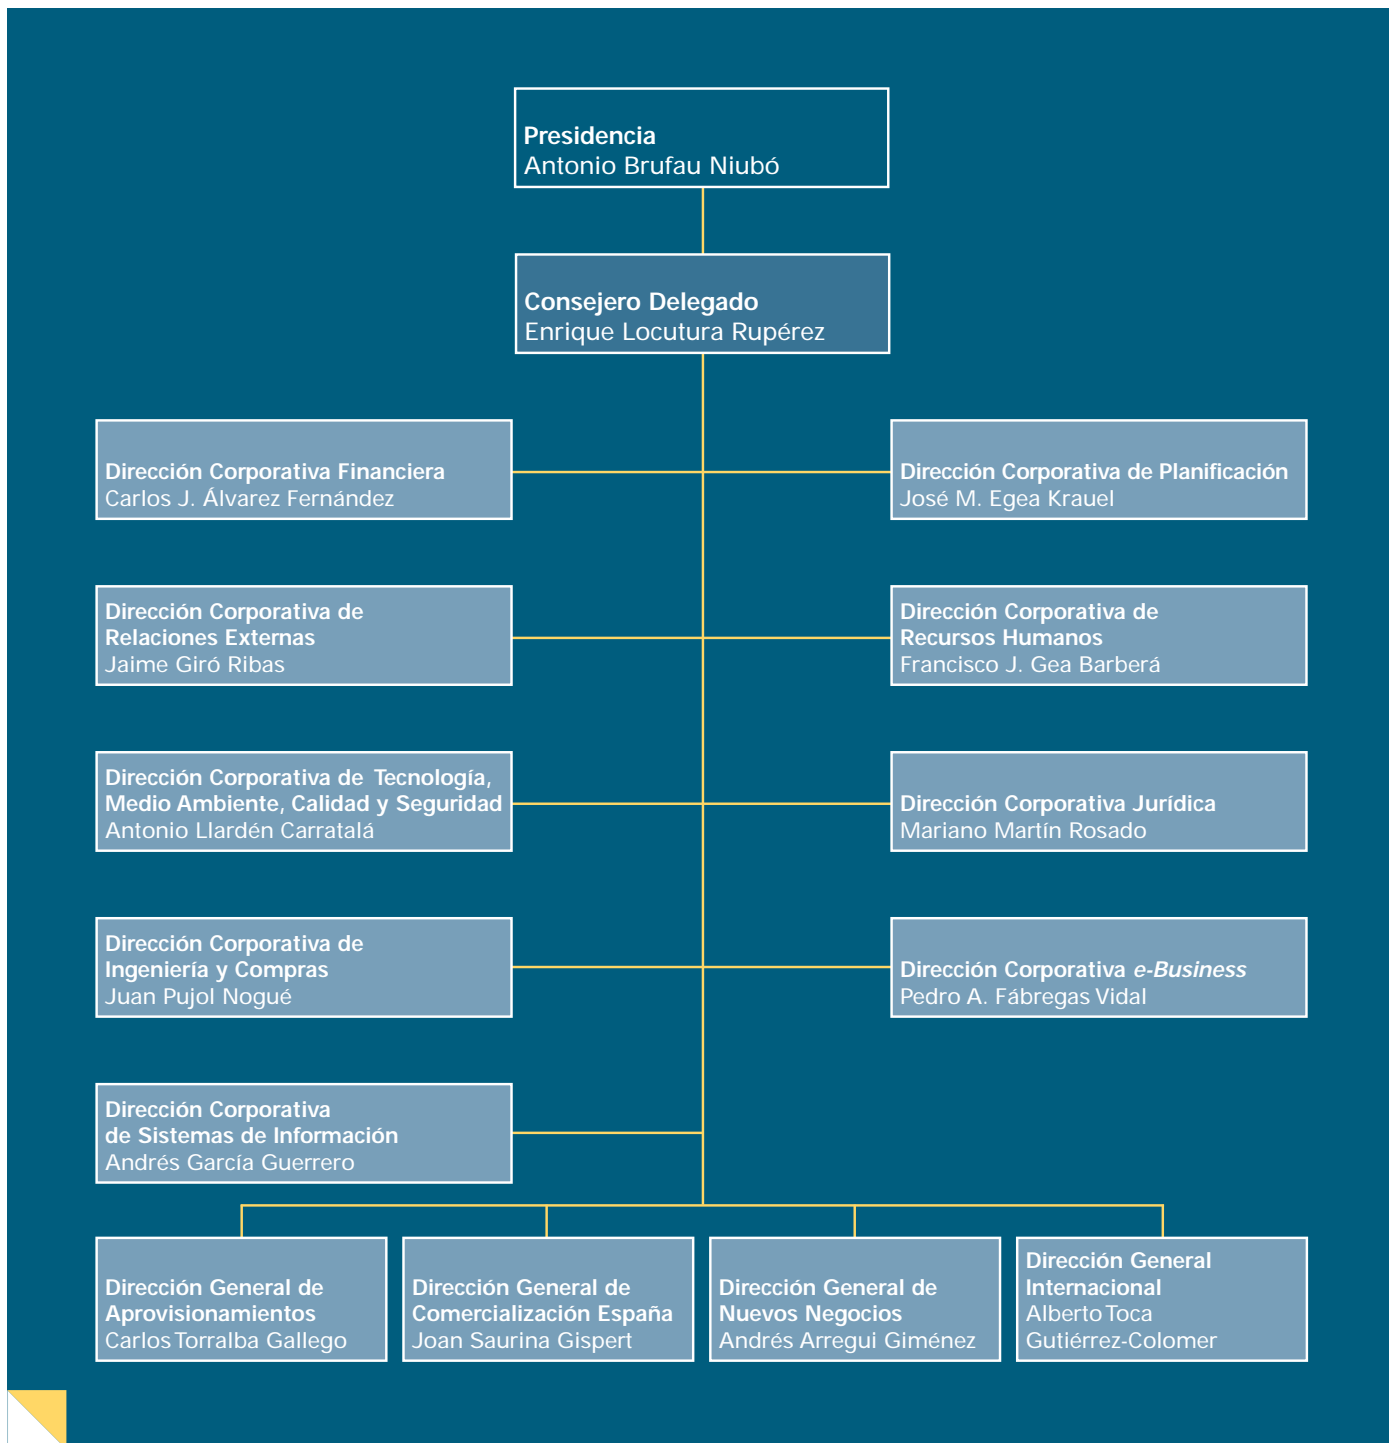 Presidencia
Antonio Brufau Niubó
Consejero Delegado
Enrique Locutura Rupérez
Dirección Corporativa Financiera
Carlos J. Álvarez Fernández
Dirección Corporativa de Planificación
José M. Egea Krauel
Dirección Corporativa de
Relaciones Externas
Jaime Giró Ribas
Dirección Corporativa de
Recursos Humanos
Francisco J. Gea Barberá
Dirección Corporativa de Tecnología,
Medio Ambiente, Calidad y Seguridad
Antonio Llardén Carratalá
Dirección Corporativa Jurídica
Mariano Martín Rosado
Dirección Corporativa de
Ingeniería y Compras
Juan Pujol Nogué
Dirección Corporativa e-Business
Pedro A. Fábregas Vidal
Dirección Corporativa
de Sistemas de Información
Andrés García Guerrero
Dirección General de
Aprovisionamientos
Carlos Torralba Gallego
Dirección General de
Comercialización España
Joan Saurina Gispert
Dirección General de
Nuevos Negocios
Andrés Arregui Giménez
Dirección General
Internacional
Alberto Toca
Gutiérrez-Colomer